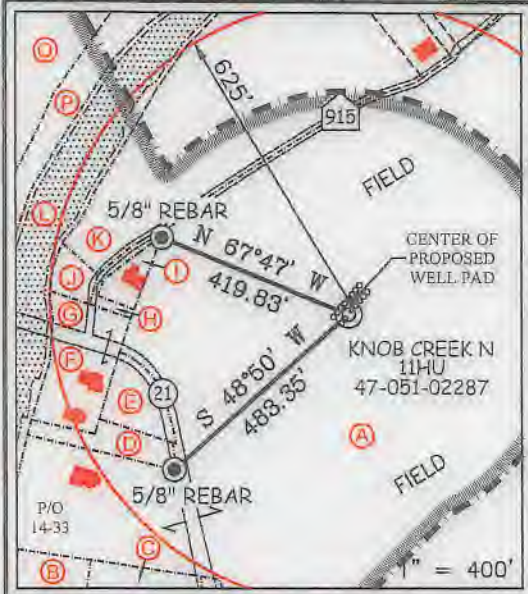 Q
P
625'
915
FIELD
L
5/8" REBAR
K
N 67°47' W
419.83'
CENTER OF
PROPOSED
WELL PAD
J
I
G
H
KNOB CREEK N
11HU
47-051-02287
F
21
E
S 48°50' W
483.35'
A
D
5/8" REBAR
FIELD
P/O
14-33
C
B
1" = 400'